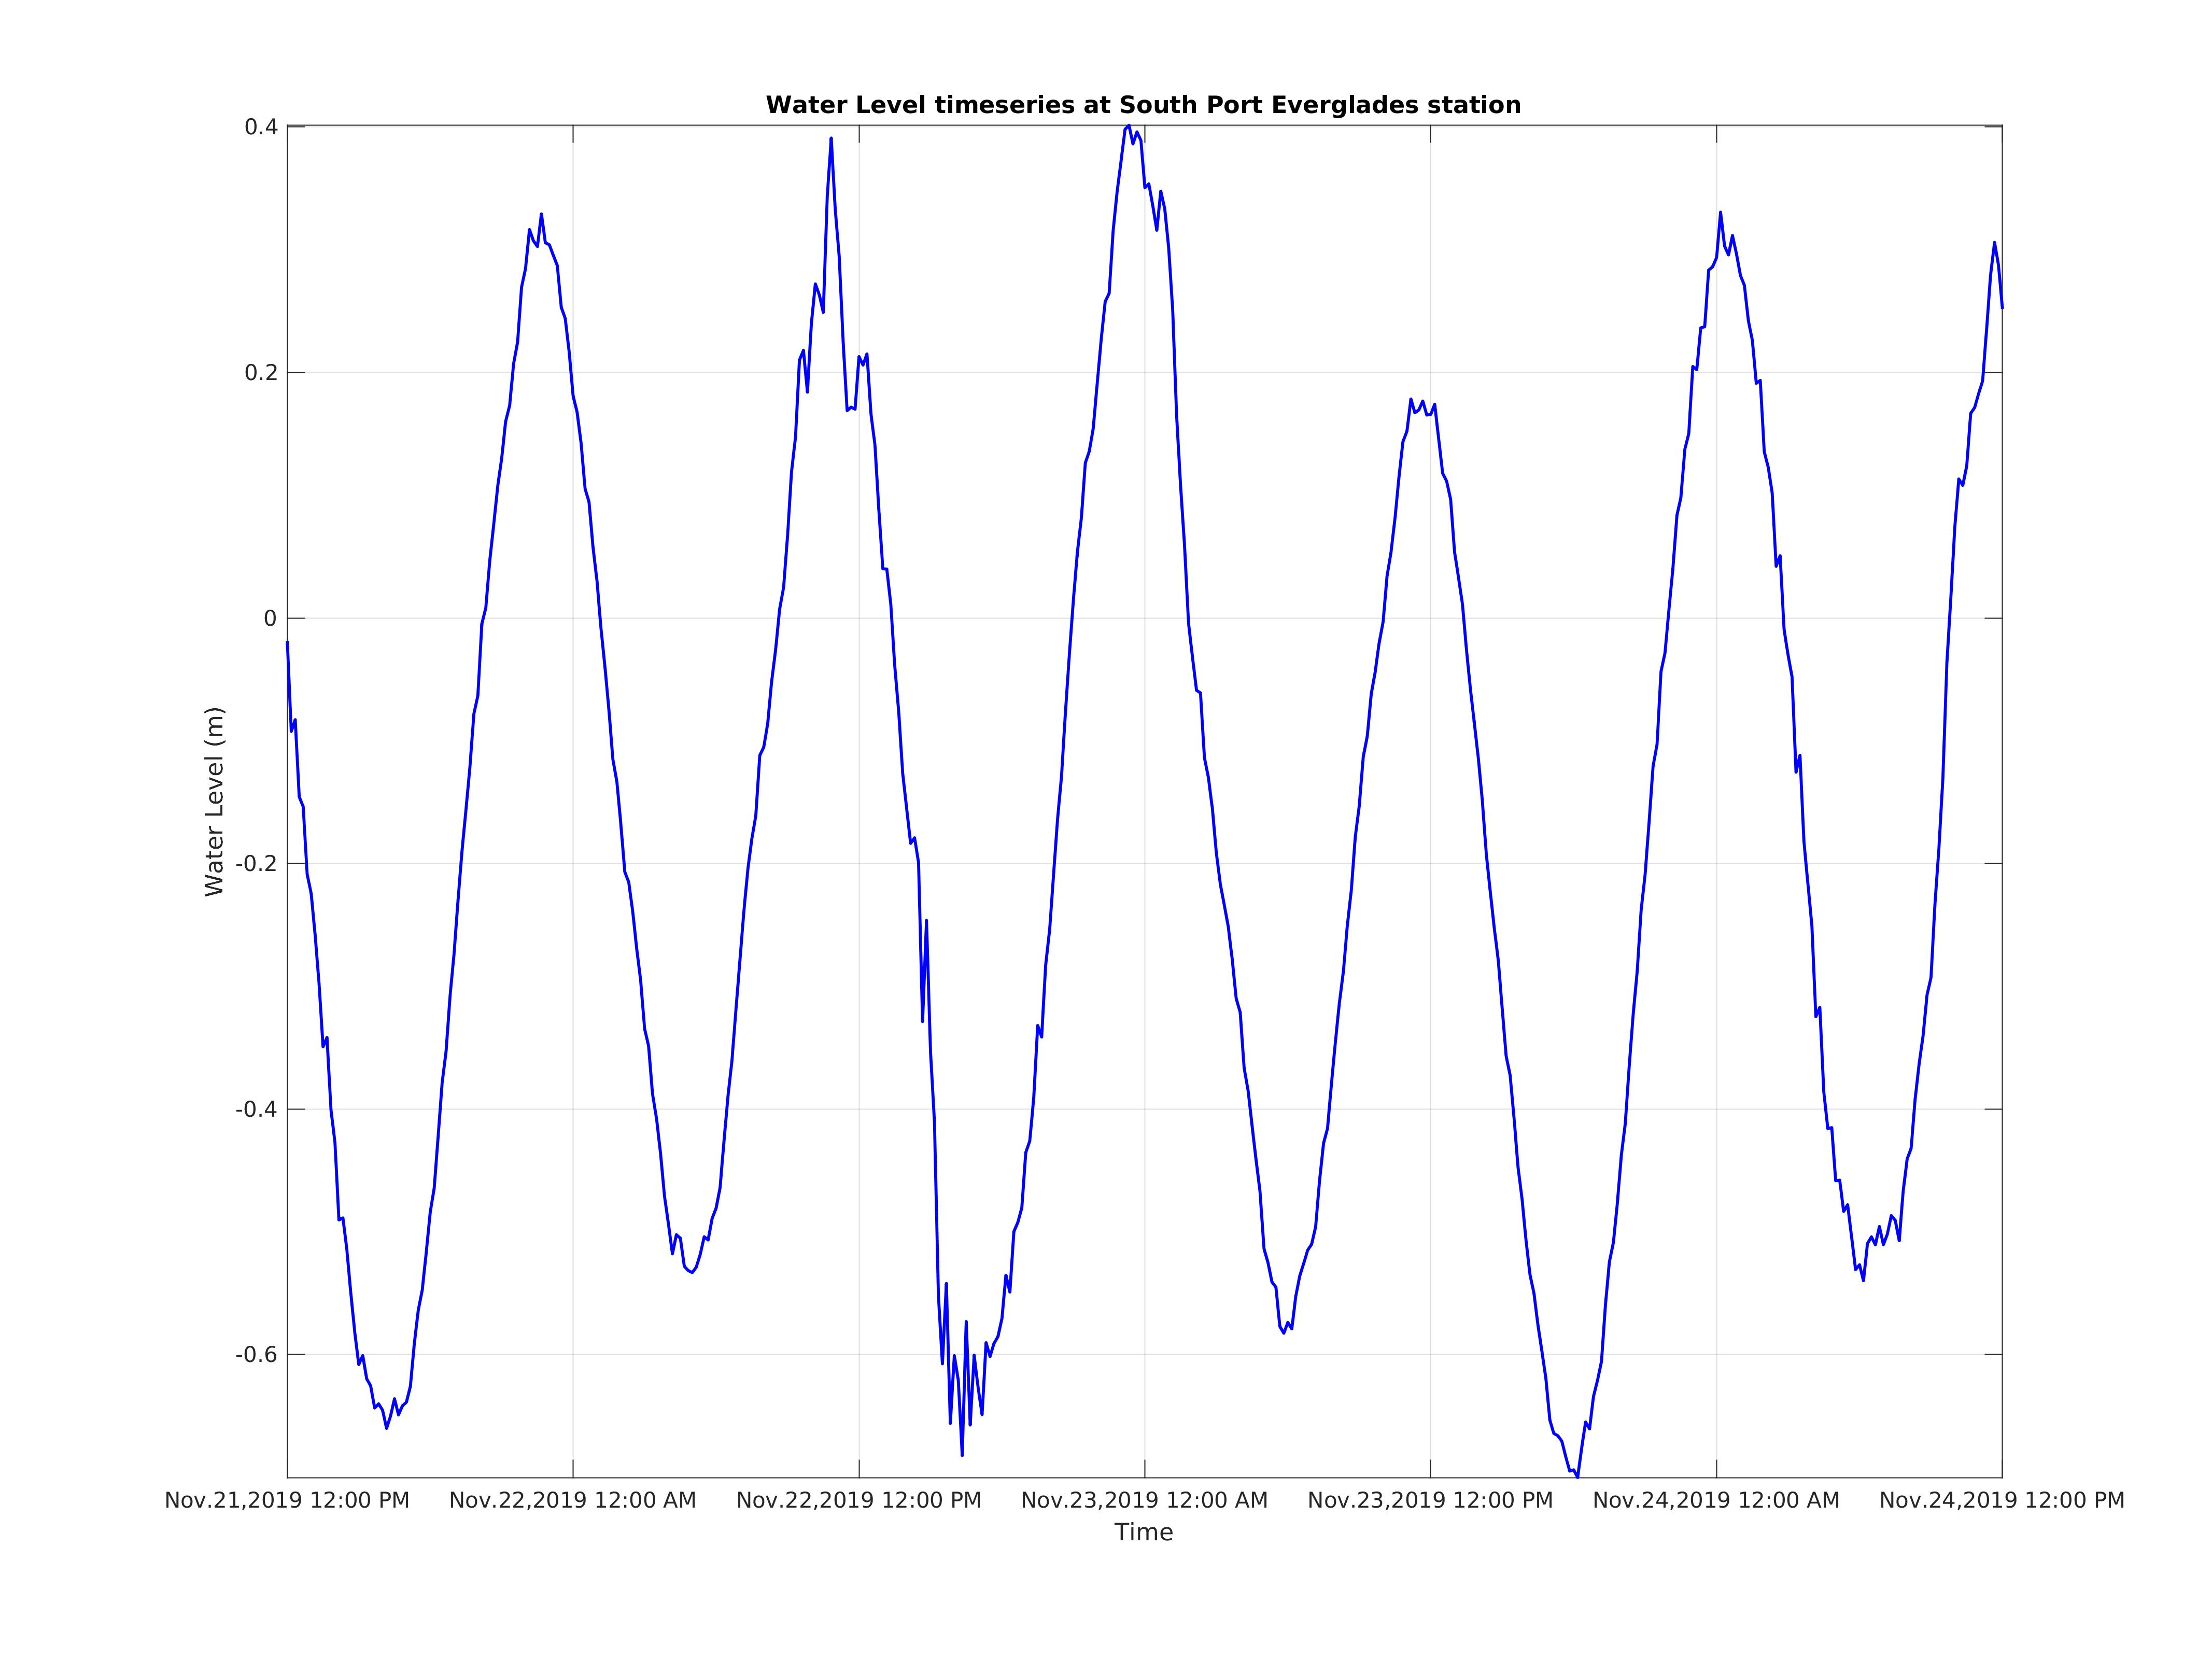 Water Level timeseries at South Port Everglades station
0.4
0.2
0
-0.2
-0.4
-0.6
Water Level (m)
Nov.21,2019 12:00 PM Nov.22,2019 12:00 AM Nov.22,2019 12:00 PM Nov.23,2019 12:00 AM Nov.23,2019 12:00 PM Nov.24,2019 12:00 AM Nov.24,2019 12:00 PM
Time